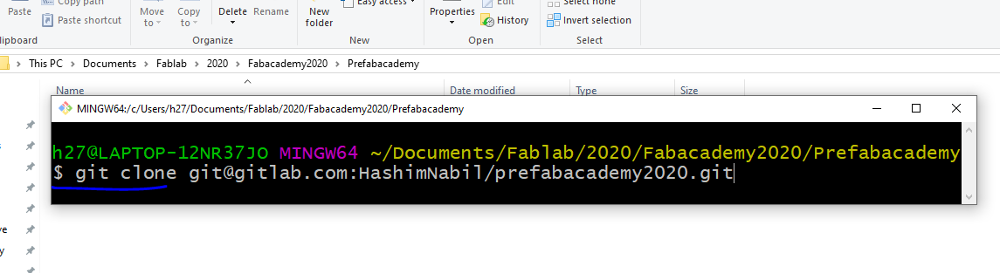 Copy path
Paste
Paste shortcut
Move to
Copy to
Delete
Rename
New folder
Easy access
Properties
Edit
History
Select none
Invert selection
lipboard
Organize
New
Open
Select
This PC > Documents > Fablab > 2020 > Fabacademy2020 > Prefabacademy
Name Date modified Type Size
MINGW64:/c/Users/h27/Documents/Fablab/2020/Fabacademy2020/Prefabacademy
h27@LAPTOP-12NR37JO MINGW64 ~/Documents/Fablab/2020/Fabacademy2020/Prefabacademy
$ git clone git@gitlab.com:HashimNabil/prefabacademy2020.git
ve
y